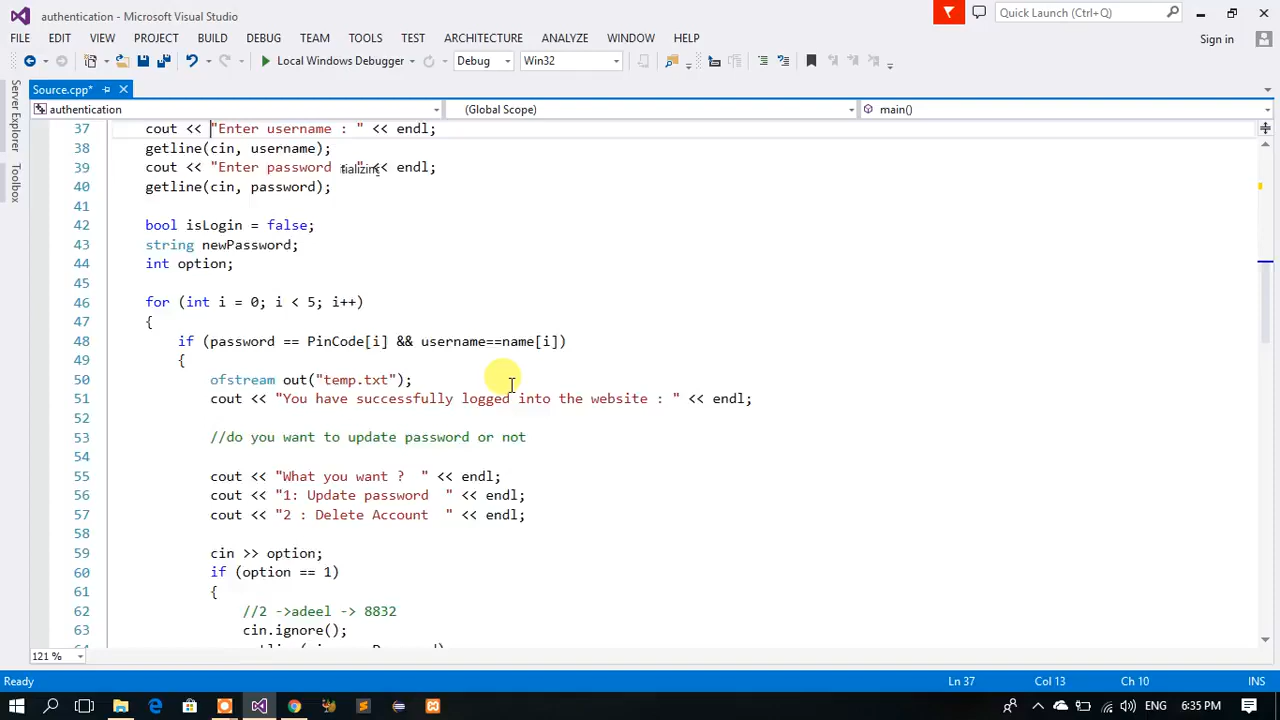 authentication - Microsoft Visual Studio
Quick Launch (Ctrl+Q)
FILE EDIT VIEW PROJECT BUILD DEBUG TEAM TOOLS TEST ARCHITECTURE ANALYZE WINDOW HELP
Sign in
Local Windows Debugger Debug Win32
Source.cpp*
authentication (Global Scope) main()
Server Explorer
Toolbox
37 cout << "Enter username : " << endl;
38 getline(cin, username);
39 cout << "Enter password : " << endl;
40 getline(cin, password);
41
42 bool isLogin = false;
43 string newPassword;
44 int option;
45
46 for (int i = 0; i < 5; i++)
47 {
48 if (password == PinCode[i] && username==name[i])
49 {
50 ofstream out("temp.txt");
51 cout << "You have successfully logged into the website : " << endl;
52
53 //do you want to update password or not
54
55 cout << "What you want ?  " << endl;
56 cout << "1: Update password  " << endl;
57 cout << "2 : Delete Account  " << endl;
58
59 cin >> option;
60 if (option == 1)
61 {
62 //2 ->adeel -> 8832
63 cin.ignore();
121 %
Ready Ln 37 Col 13 Ch 10 INS
ENG 6:35 PM